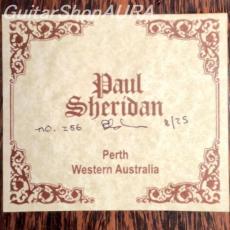 GuitarShopAURA
Paul
Sheridan
no. 256 8/25
Perth
Western Australia